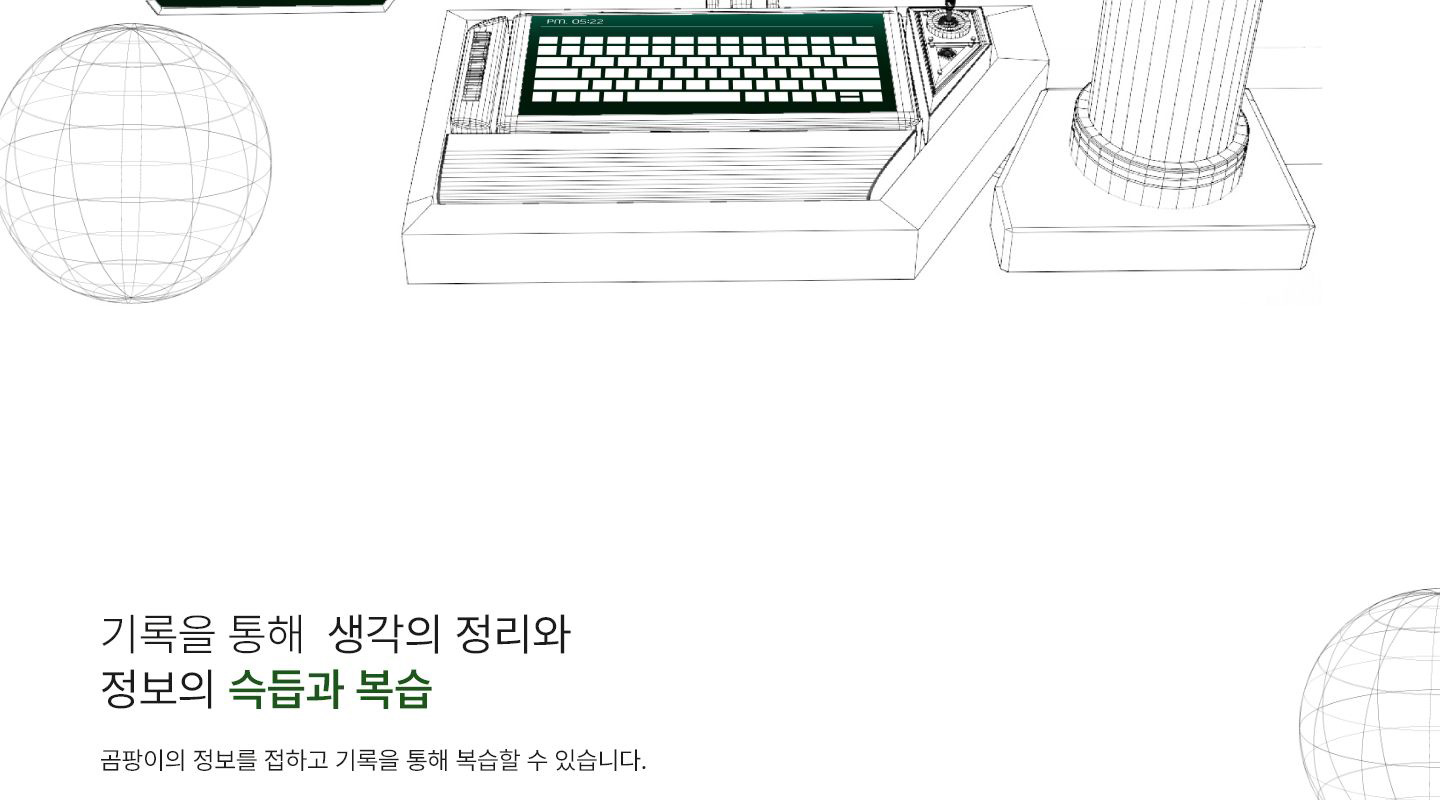 PM. 05:22
기록을 통해 생각의 정리와
정보의 슥듭과 복습
곰팡이의 정보를 접하고 기록을 통해 복습할 수 있습니다.